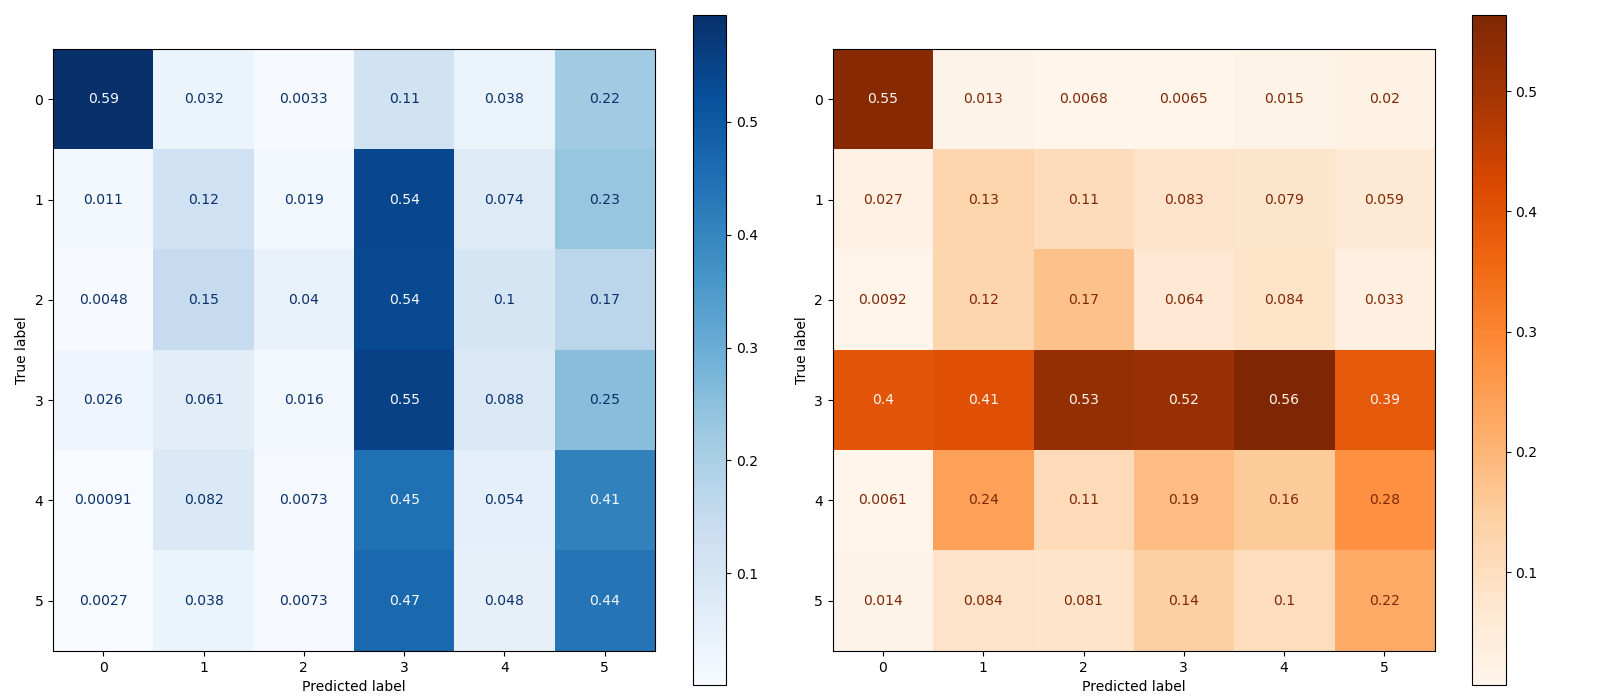 0 0.59 0.032 0.0033 0.11 0.038 0.22
1 0.011 0.12 0.019 0.54 0.074 0.23
2 0.0048 0.15 0.04 0.54 0.1 0.17
3 0.026 0.061 0.016 0.55 0.088 0.25
4 0.00091 0.082 0.0073 0.45 0.054 0.41
5 0.0027 0.038 0.0073 0.47 0.048 0.44
0 1 2 3 4 5
True label
Predicted label
0.5
0.4
0.3
0.2
0.1
0 0.55 0.013 0.0068 0.0065 0.015 0.02
1 0.027 0.13 0.11 0.083 0.079 0.059
2 0.0092 0.12 0.17 0.064 0.084 0.033
3 0.4 0.41 0.53 0.52 0.56 0.39
4 0.0061 0.24 0.11 0.19 0.16 0.28
5 0.014 0.084 0.081 0.14 0.1 0.22
0 1 2 3 4 5
True label
Predicted label
0.5
0.4
0.3
0.2
0.1